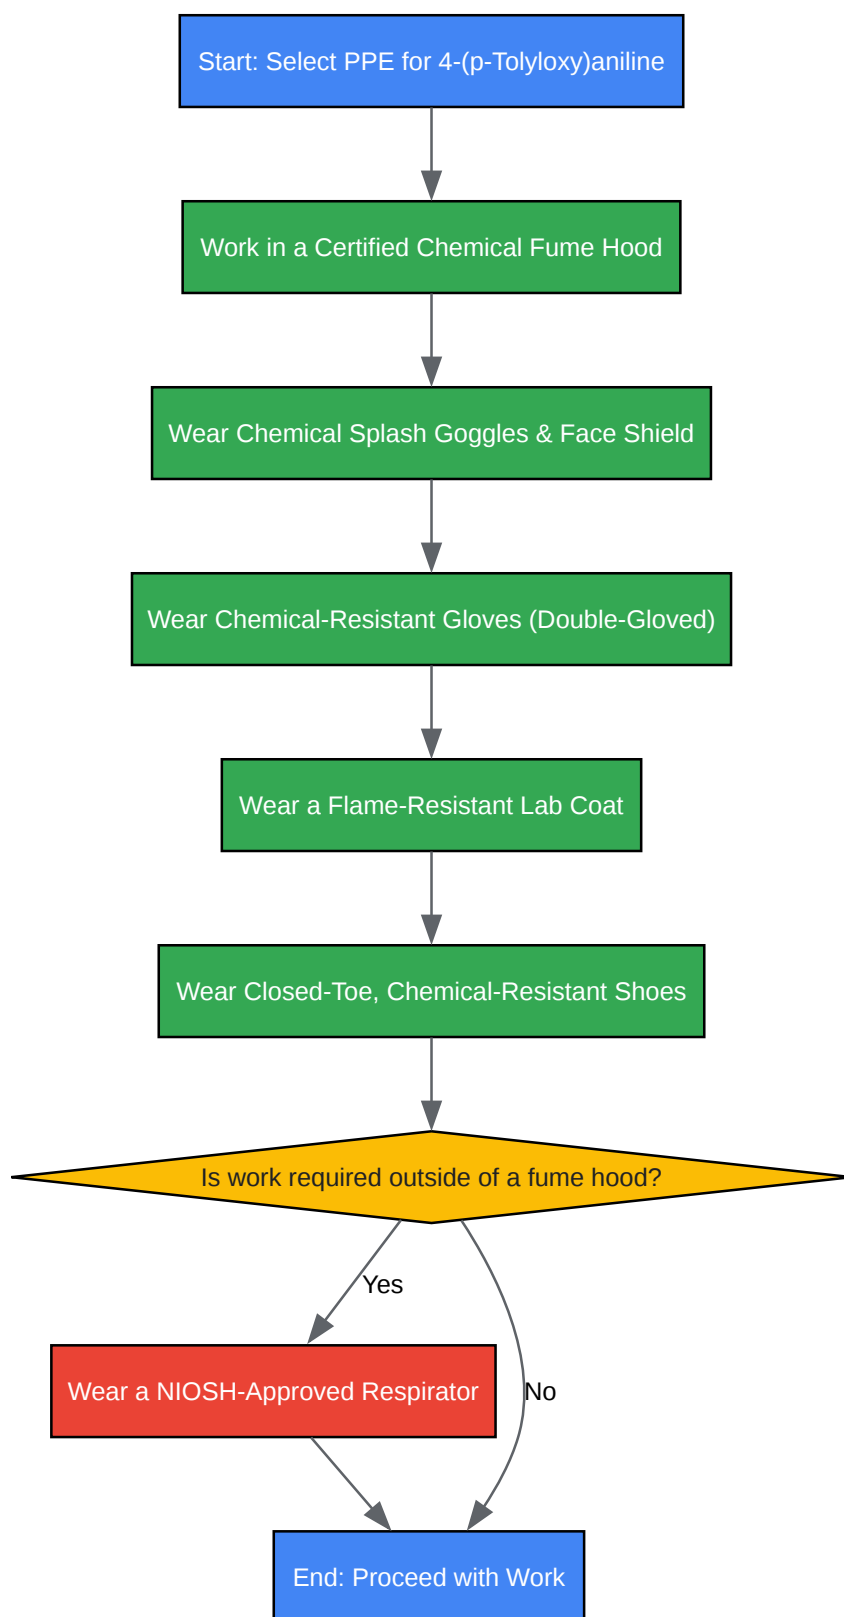 Start: Select PPE for 4-(p-Tolyloxy)aniline
Work in a Certified Chemical Fume Hood
Wear Chemical Splash Goggles & Face Shield
Wear Chemical-Resistant Gloves (Double-Gloved)
Wear a Flame-Resistant Lab Coat
Wear Closed-Toe, Chemical-Resistant Shoes
Is work required outside of a fume hood?
Yes
Wear a NIOSH-Approved Respirator
No
End: Proceed with Work